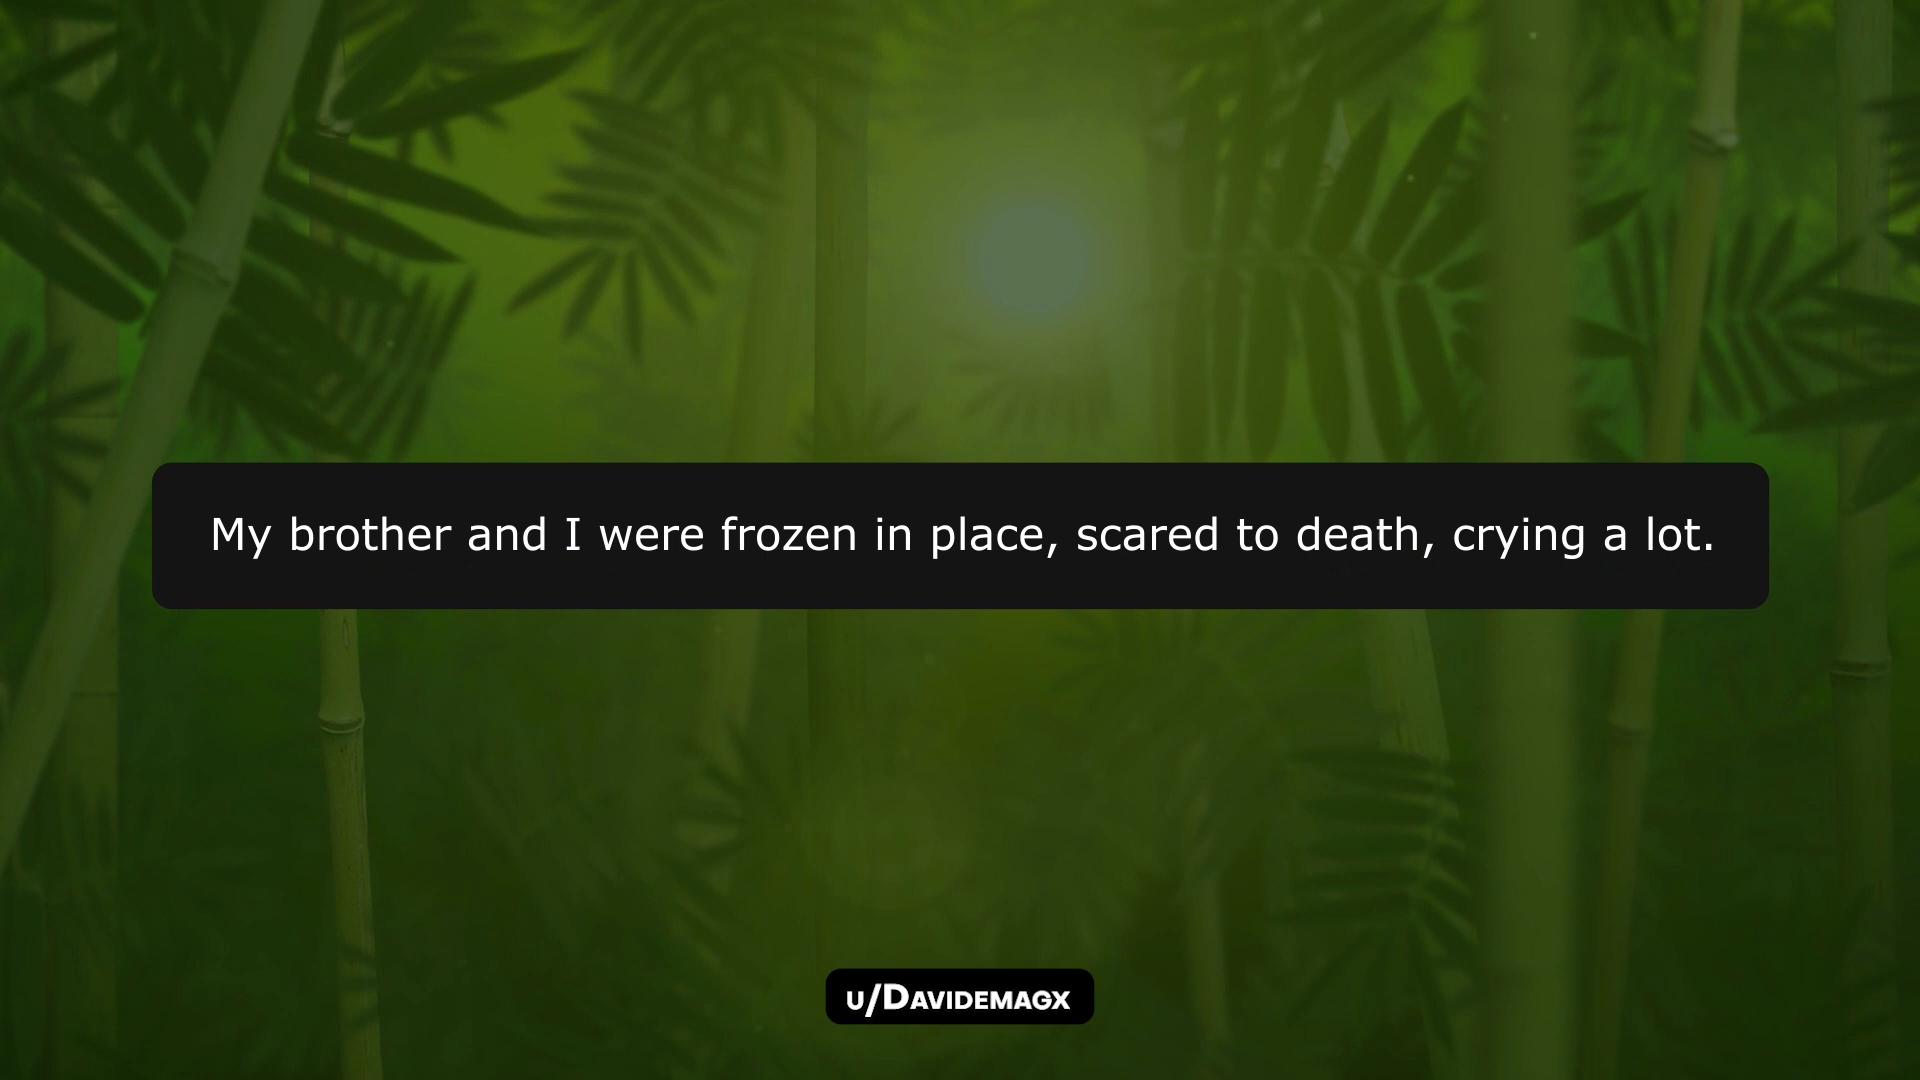 My brother and I were frozen in place, scared to death, crying a lot.
u/Davidemagx